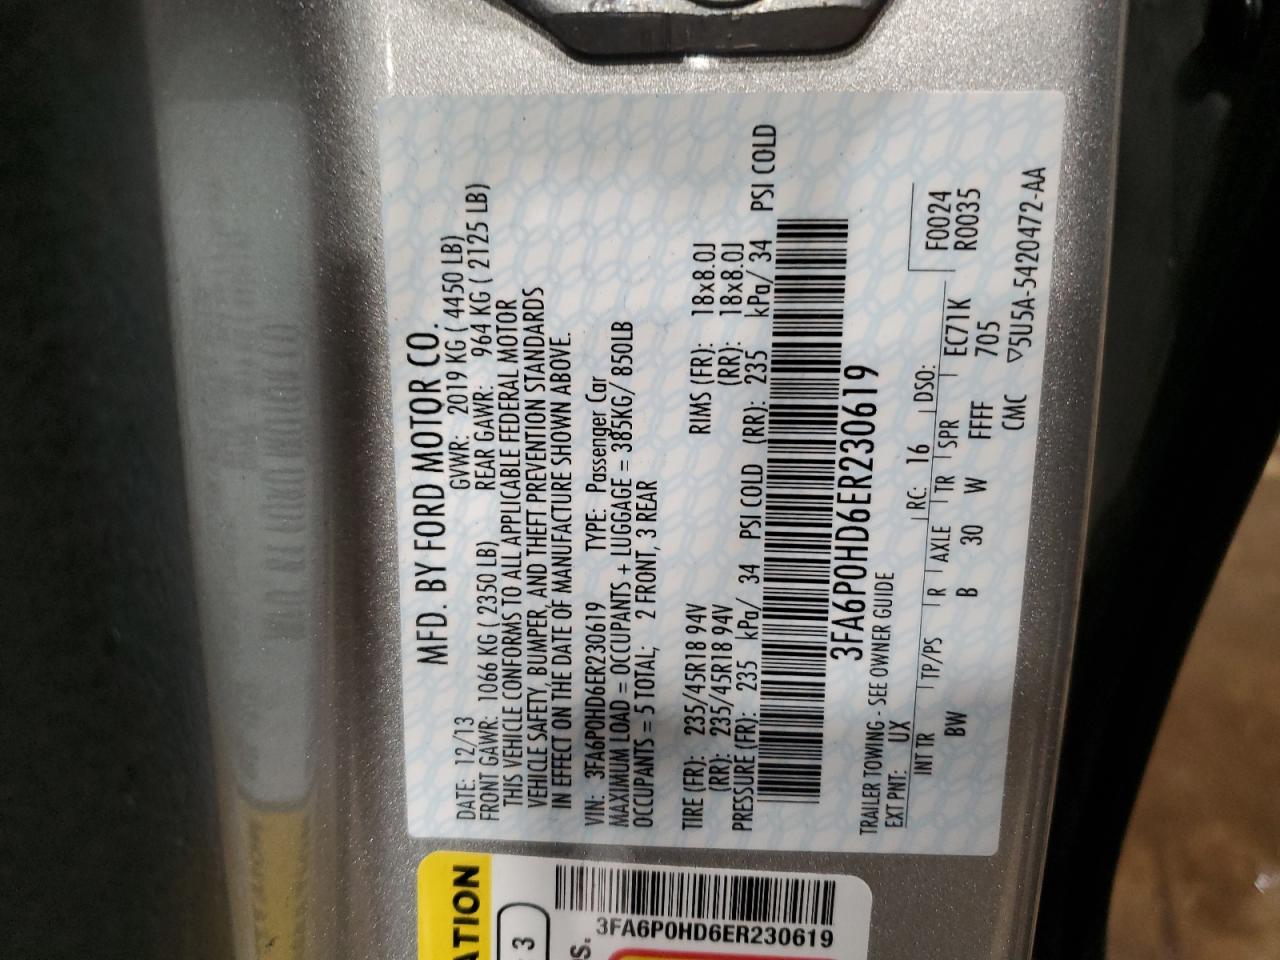 MFD. BY FORD MOTOR CO.
DATE: 12/13 GVWR: 2019 KG ( 4450 LB)
FRONT GAWR: 1066 KG ( 2350 LB) REAR GAWR: 964 KG ( 2125 LB)
THIS VEHICLE CONFORMS TO ALL APPLICABLE FEDERAL MOTOR
VEHICLE SAFETY, BUMPER, AND THEFT PREVENTION STANDARDS
IN EFFECT ON THE DATE OF MANUFACTURE SHOWN ABOVE.
VIN: 3FA6P0HD6ER230619 TYPE: Passenger Car
MAXIMUM LOAD = OCCUPANTS + LUGGAGE = 385KG/ 850LB
OCCUPANTS = 5 TOTAL; 2 FRONT, 3 REAR
TIRE (FR): 235/45R18 94V RIMS (FR): 18x8.0J
(RR): 235/45R18 94V (RR): 18x8.0J
PRESSURE (FR): 235 kPa/ 34 PSI COLD (RR): 235 kPa/ 34 PSI COLD
3FA6P0HD6ER230619
TRAILER TOWING - SEE OWNER GUIDE
EXT PNT: UX RC: 16 DSO: F0024
INT TR TP/PS R AXLE TR SPR EC71K R0035
BW B 30 W FFFF 705
CMC ▽5U5A-5420472-AA
ATION
3
S.
3FA6P0HD6ER230619